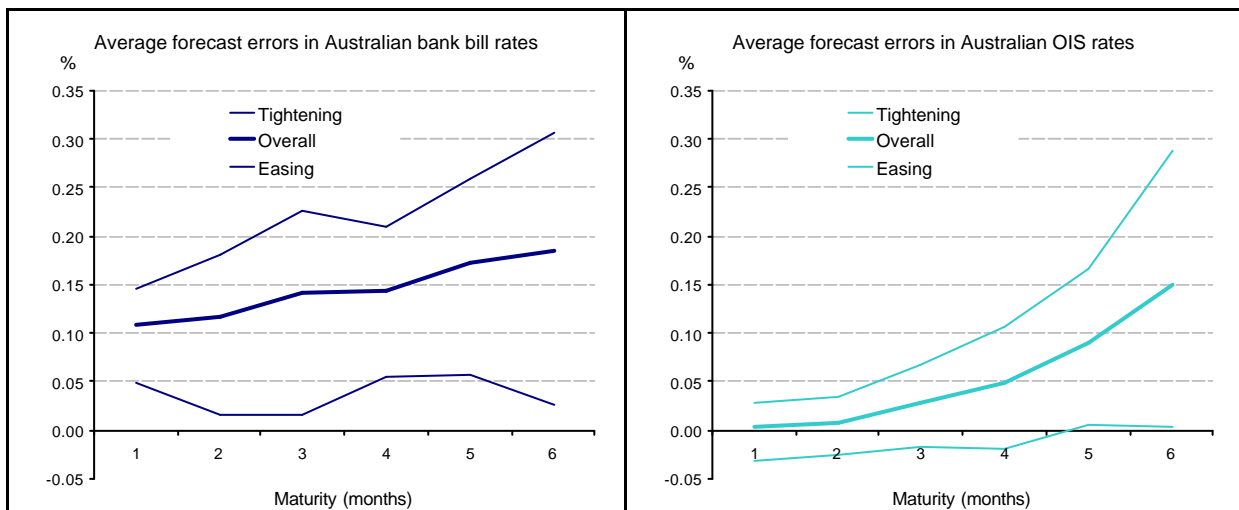 Average forecast errors in Australian bank bill rates
%
0.35
0.30
0.25
0.20
0.15
0.10
0.05
0.00
-0.05
Tightening
Overall
Easing
1 2 3 4 5 6
Maturity (months)
Average forecast errors in Australian OIS rates
%
0.35
0.30
0.25
0.20
0.15
0.10
0.05
0.00
-0.05
Tightening
Overall
Easing
1 2 3 4 5 6
Maturity (months)